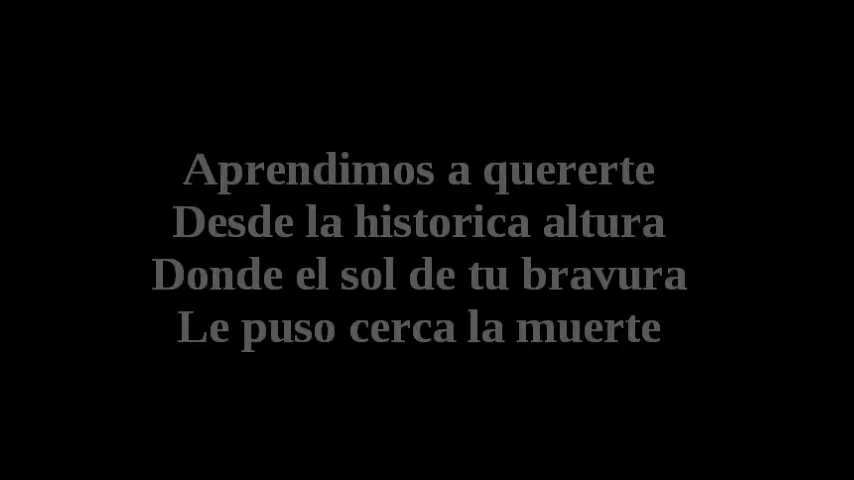 Aprendimos a quererte
Desde la historica altura
Donde el sol de tu bravura
Le puso cerca la muerte